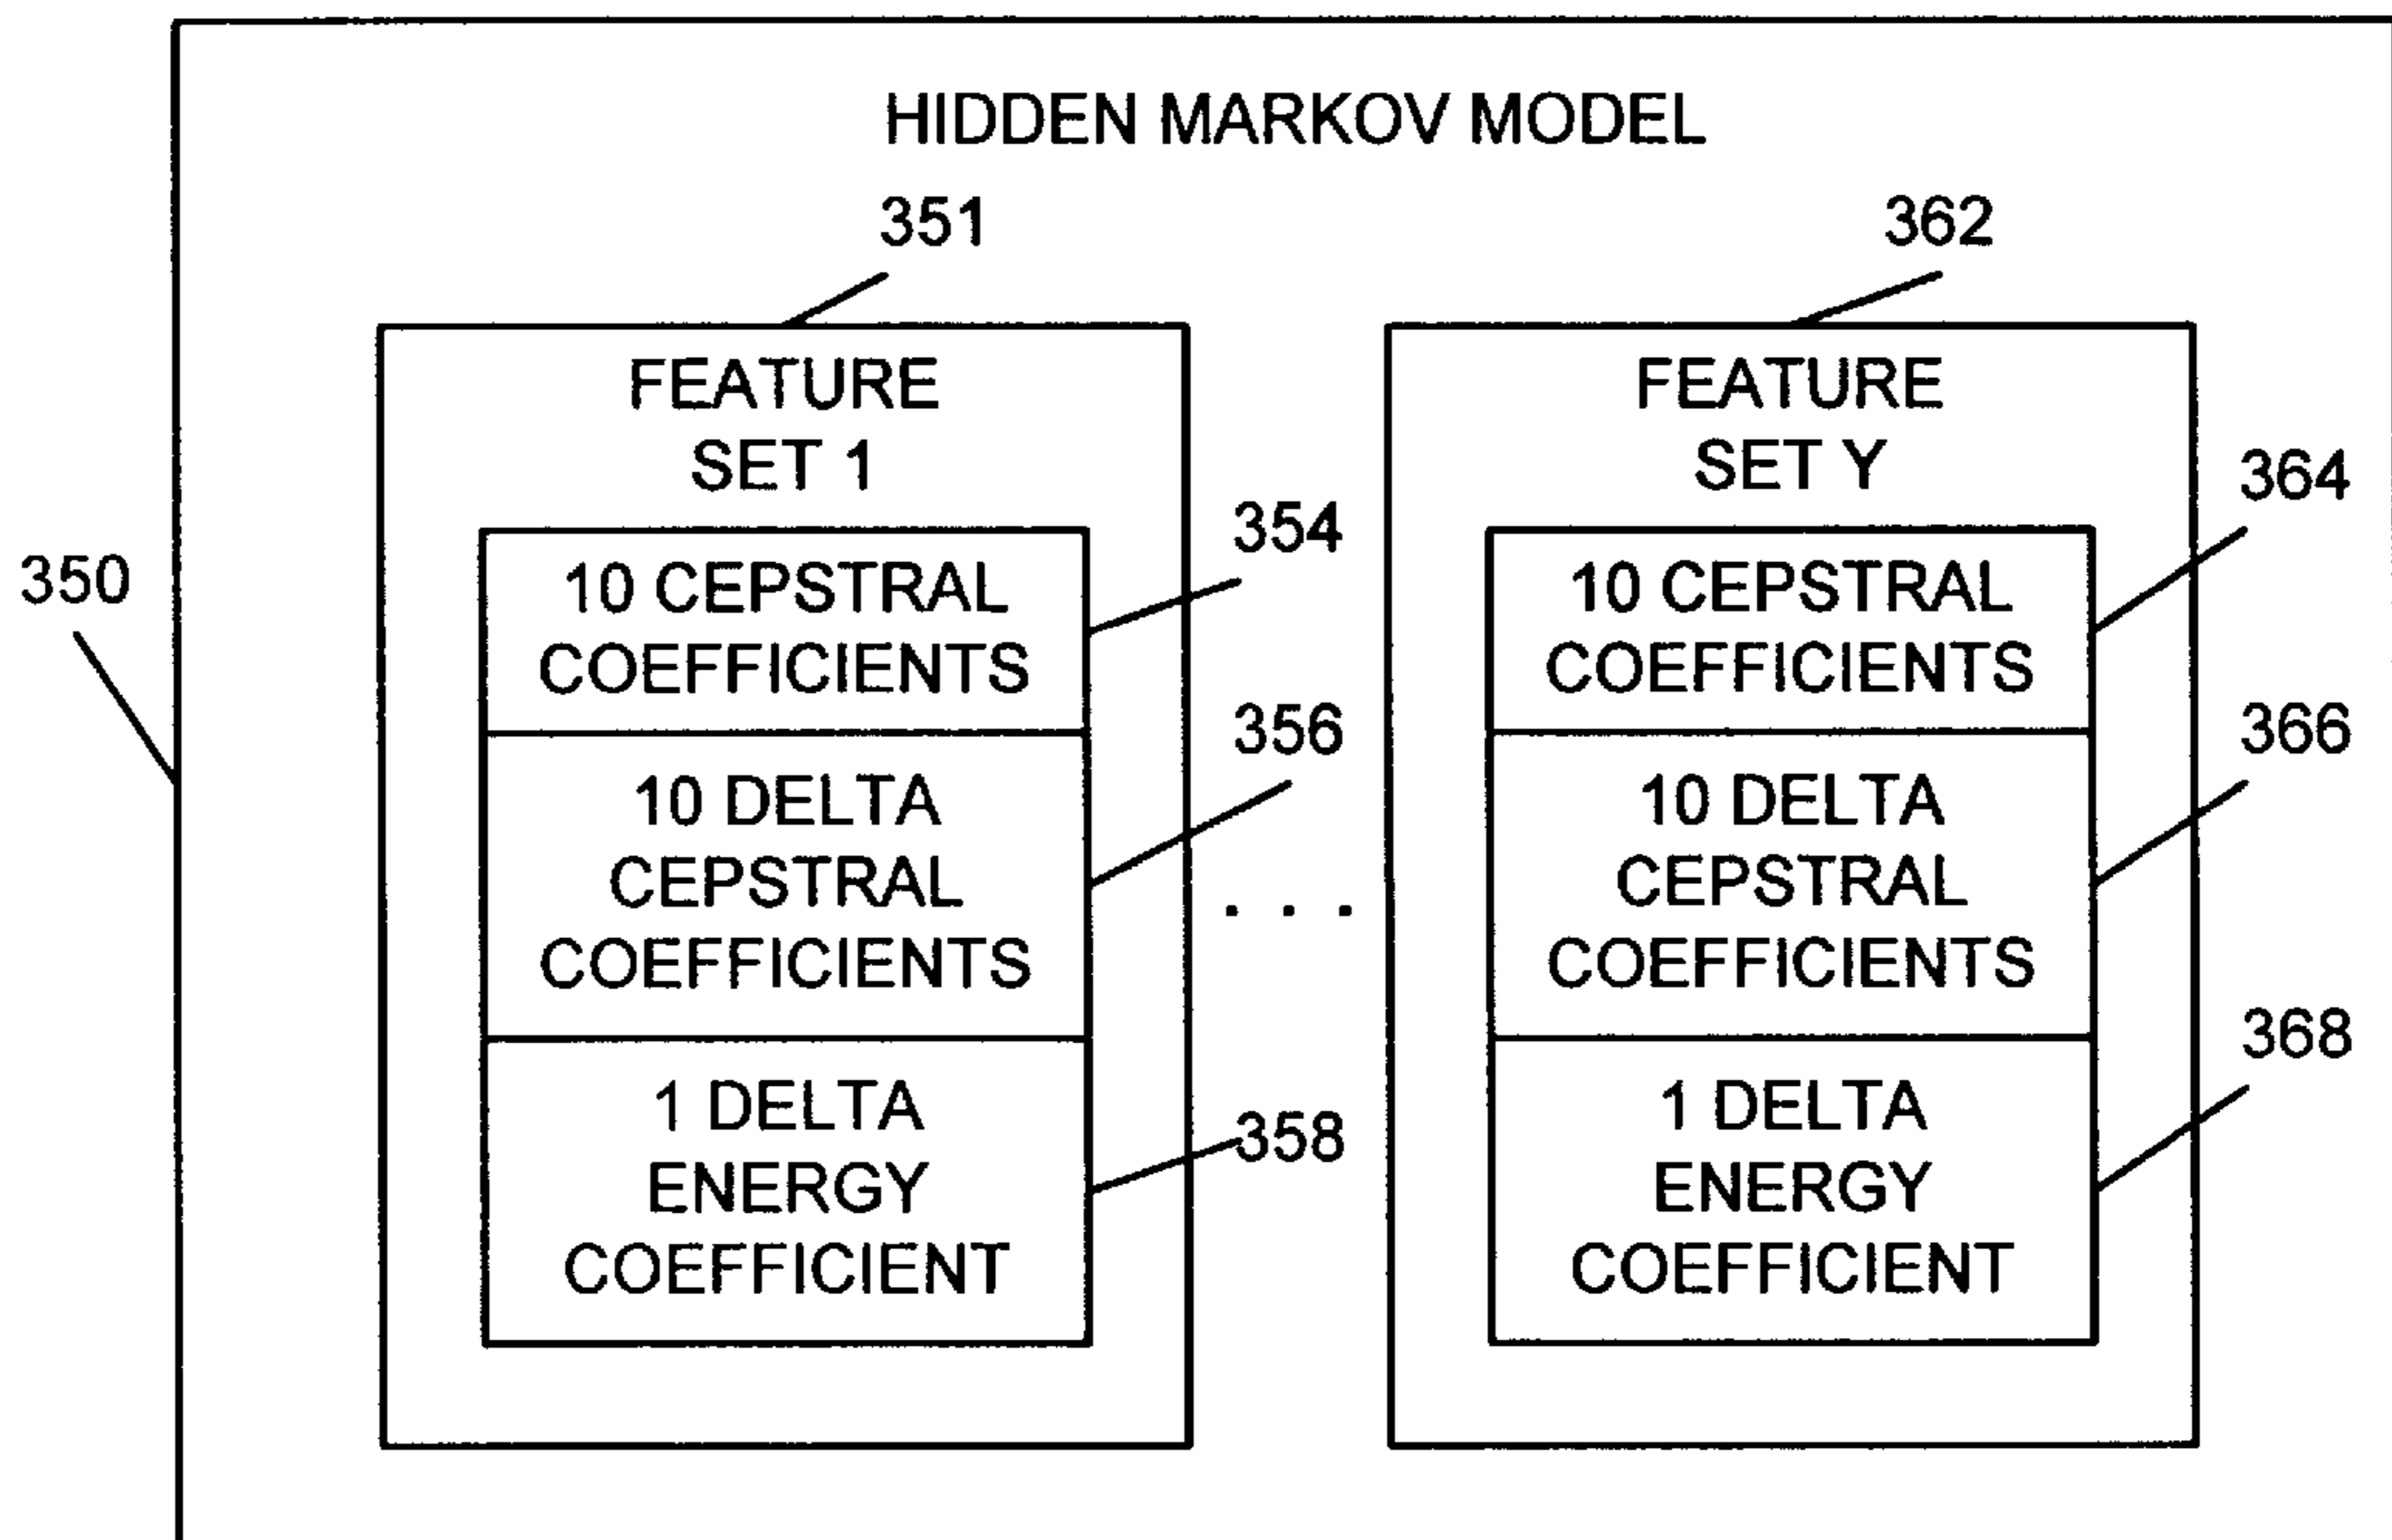 HIDDEN MARKOV MODEL
351
362
FEATURE
SET 1
FEATURE
SET Y
350
354
364
10 CEPSTRAL
COEFFICIENTS
10 CEPSTRAL
COEFFICIENTS
356
366
10 DELTA
CEPSTRAL
COEFFICIENTS
. . .
10 DELTA
CEPSTRAL
COEFFICIENTS
358
368
1 DELTA
ENERGY
COEFFICIENT
1 DELTA
ENERGY
COEFFICIENT